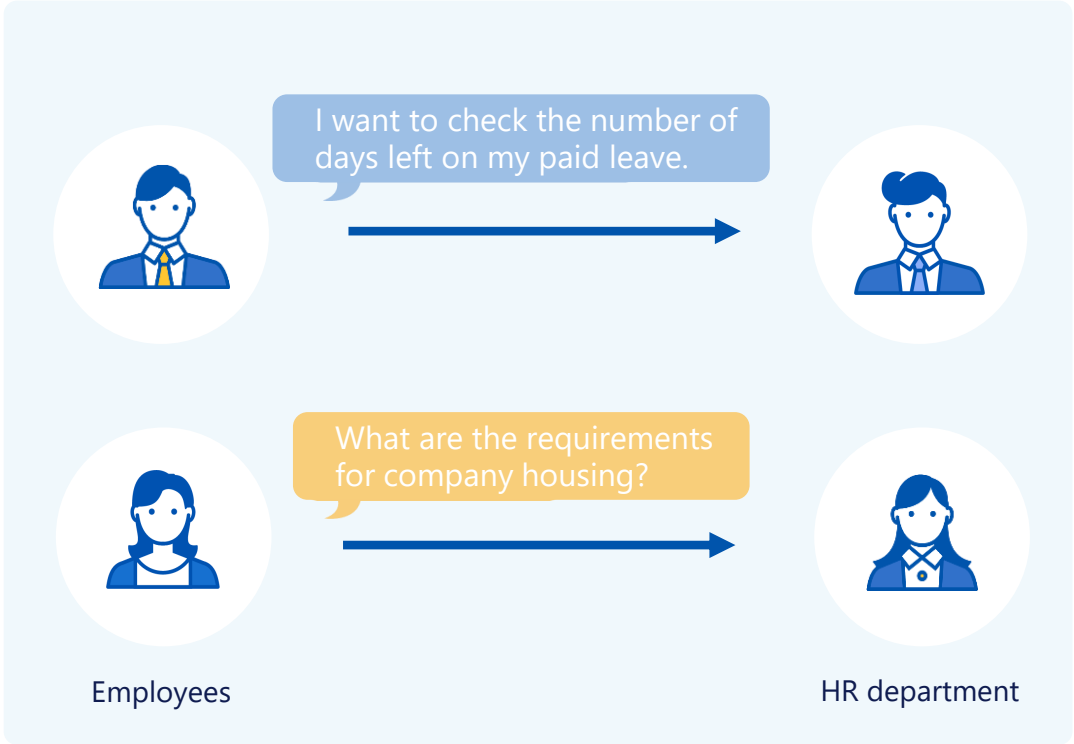 I want to check the number of
days left on my paid leave.
What are the requirements
for company housing?
Employees
HR department